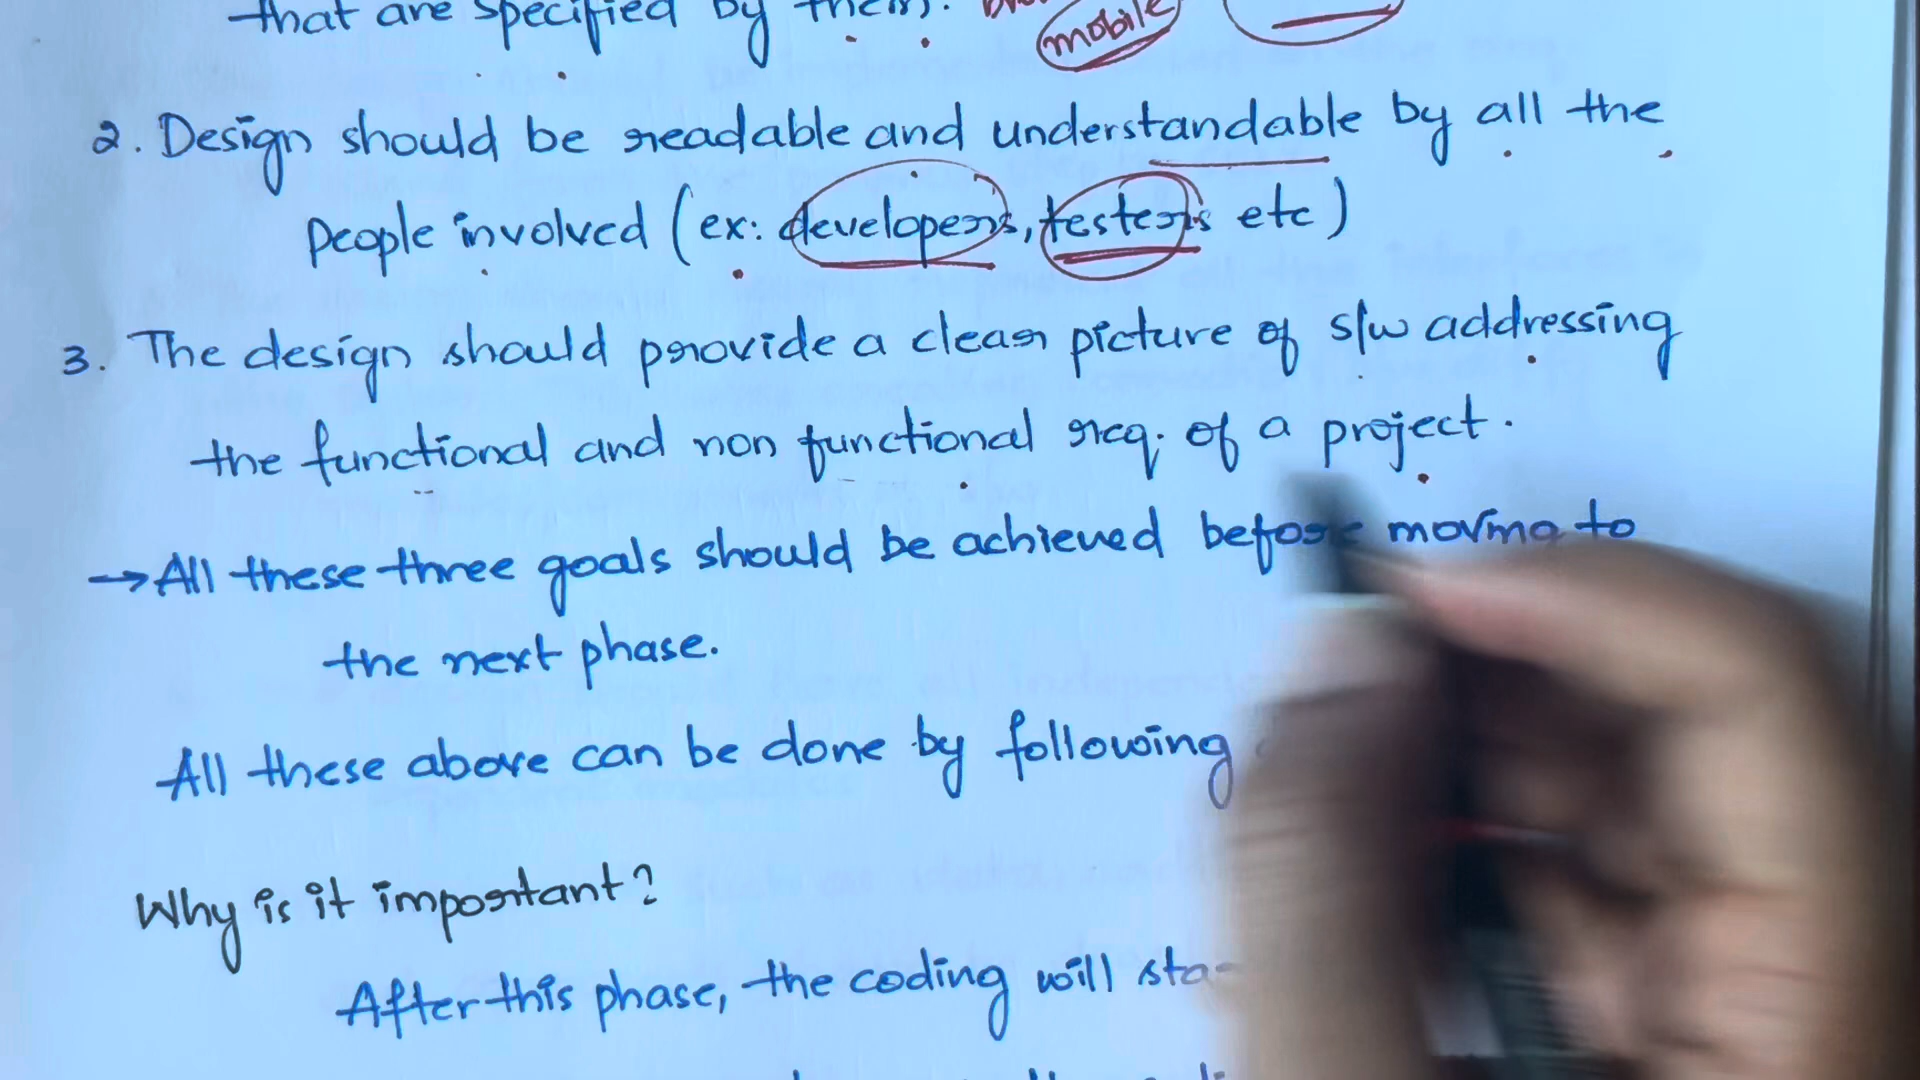 that are specified by them.
mobile
2. Design should be readable and understandable by all the
people involved (ex: developers, testers etc)
3. The design should provide a clear picture of s/w addressing
the functional and non functional req. of a project.
→ All these three goals should be achieved before moving to
the next phase.
All these above can be done by following
Why is it important?
After this phase, the coding will